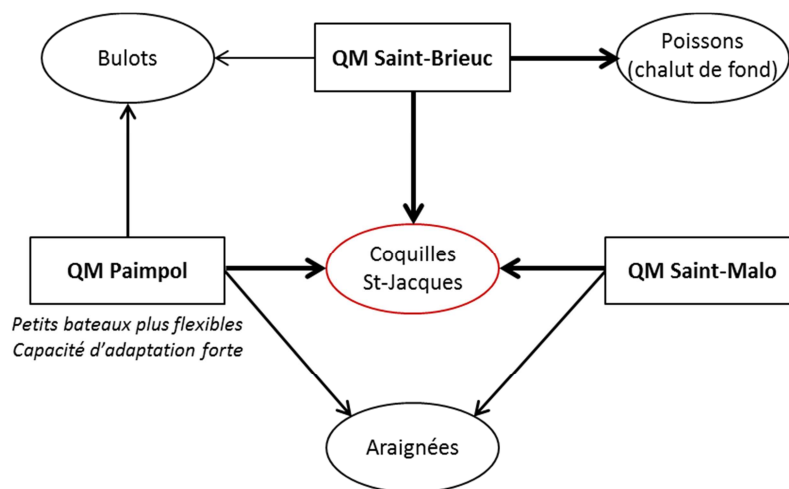 Bulots
QM Saint-Brieuc
Poissons
(chalut de fond)
QM Paimpol
Coquilles
St-Jacques
QM Saint-Malo
Petits bateaux plus flexibles
Capacité d'adaptation forte
Araignées